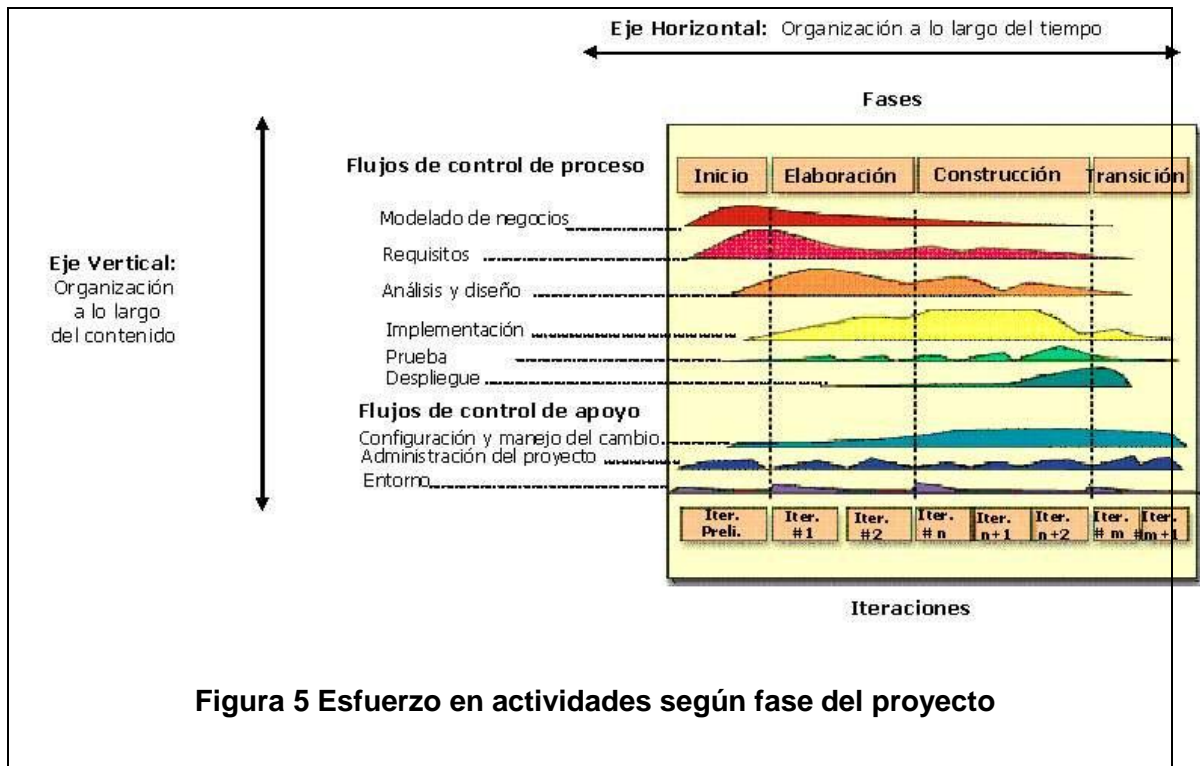 Eje Horizontal: Organización a lo largo del tiempo
Fases
Flujos de control de proceso
Inicio Elaboración Construcción Transición
Modelado de negocios
Requisitos
Eje Vertical:
Organización
a lo largo
del contenido
Análisis y diseño
Implementación
Prueba
Despliegue
Flujos de control de apoyo
Configuración y manejo del cambio
Administración del proyecto
Entorno
Iter. Preli.
Iter. #1
Iter. #2
Iter. # n
Iter. n+1
Iter. n+2
Iter. # m
Iter. #m+1
Iteraciones
Figura 5 Esfuerzo en actividades según fase del proyecto